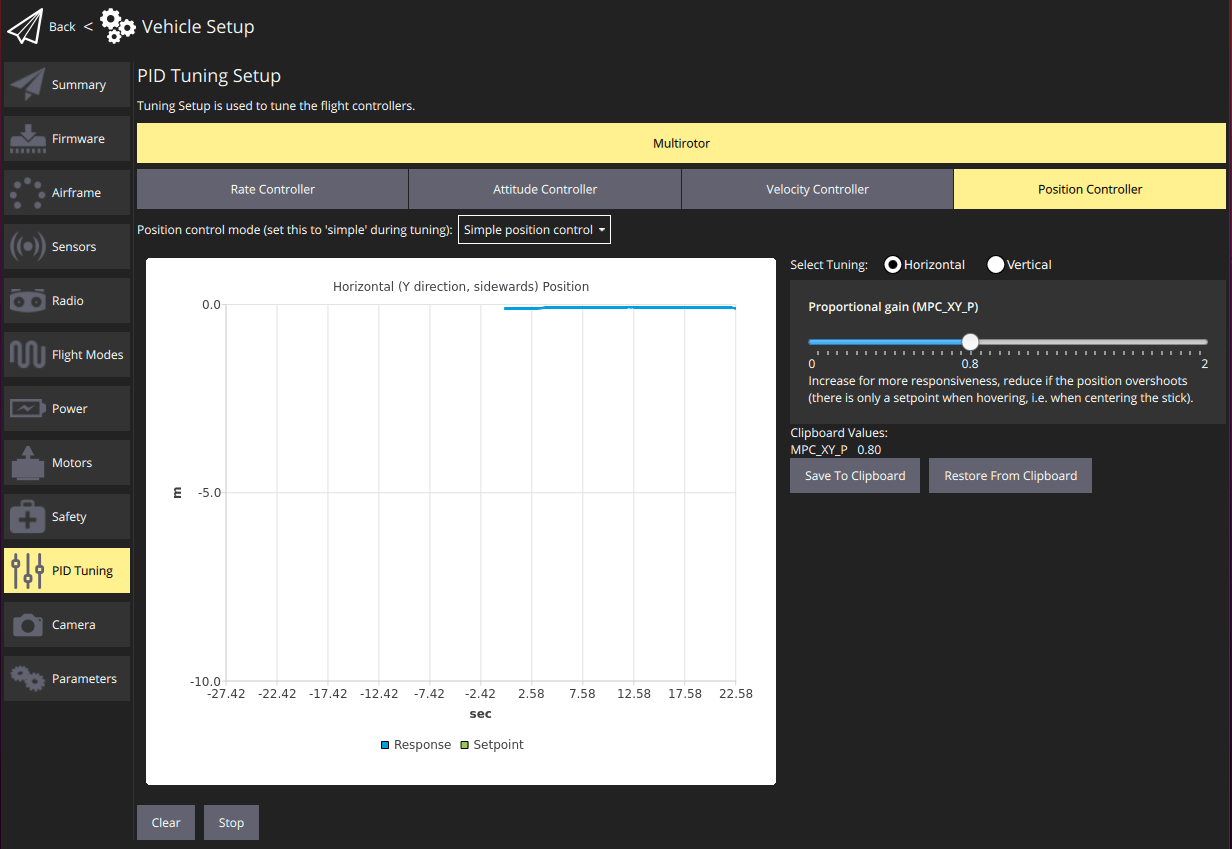 Back < Vehicle Setup
Summary
Firmware
Airframe
Sensors
Radio
Flight Modes
Power
Motors
Safety
PID Tuning
Camera
Parameters
PID Tuning Setup
Tuning Setup is used to tune the flight controllers.
Multirotor
Rate Controller Attitude Controller Velocity Controller Position Controller
Position control mode (set this to 'simple' during tuning): Simple position control
Horizontal (Y direction, sidewards) Position
0.0
-5.0
-10.0
m
-27.42 -22.42 -17.42 -12.42 -7.42 -2.42 2.58 7.58 12.58 17.58 22.58
sec
Response Setpoint
Clear Stop
Select Tuning: Horizontal Vertical
Proportional gain (MPC_XY_P)
0 0.8 2
Increase for more responsiveness, reduce if the position overshoots
(there is only a setpoint when hovering, i.e. when centering the stick).
Clipboard Values:
MPC_XY_P 0.80
Save To Clipboard Restore From Clipboard